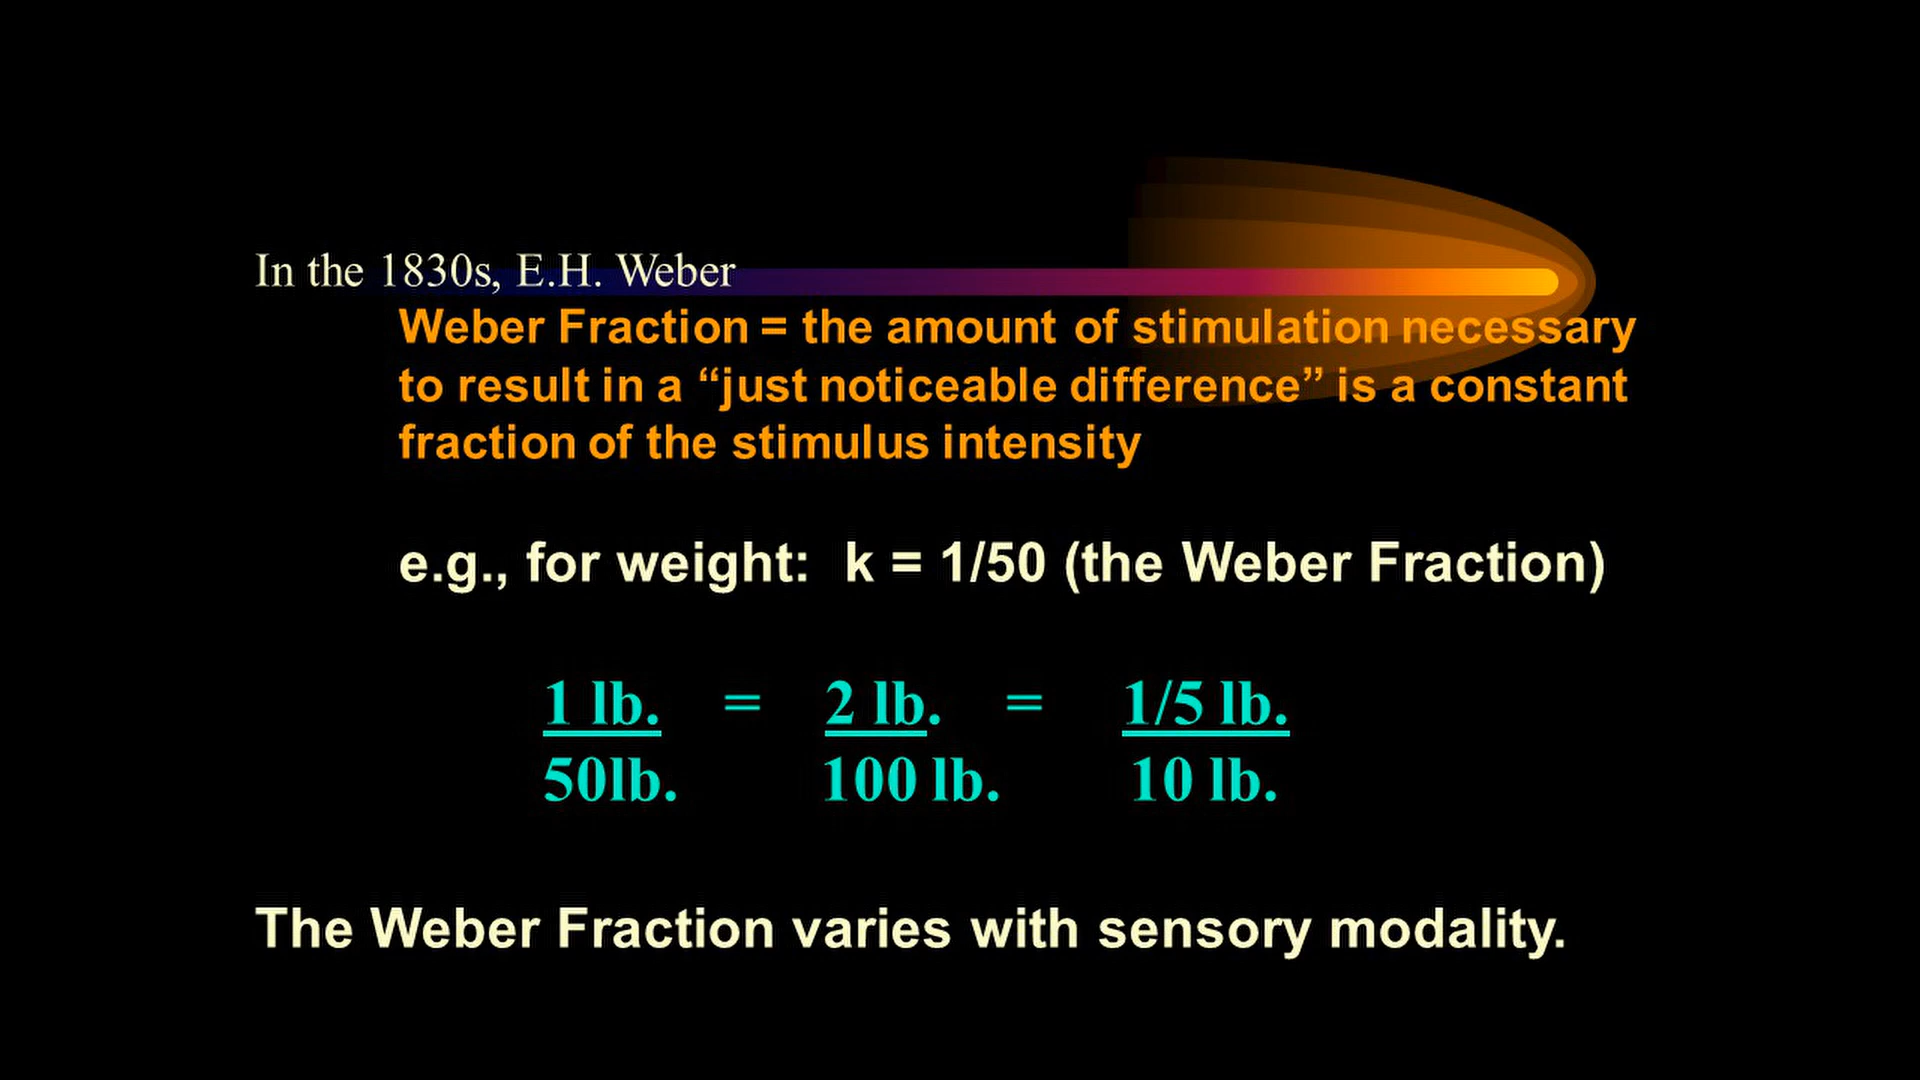 In the 1830s, E.H. Weber
Weber Fraction = the amount of stimulation necessary
to result in a “just noticeable difference” is a constant
fraction of the stimulus intensity
e.g., for weight: k = 1/50 (the Weber Fraction)
1 lb. = 2 lb. = 1/5 lb.
50lb. 100 lb. 10 lb.
The Weber Fraction varies with sensory modality.